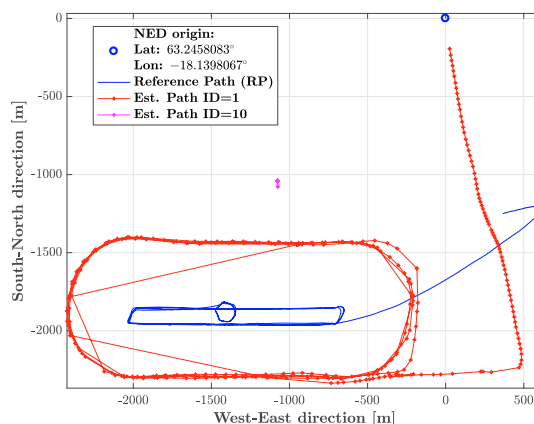 NED origin:
Lat: 63.2458083°
Lon: −18.1398067°
Reference Path (RP)
Est. Path ID=1
Est. Path ID=10
0
-500
-1000
-1500
-2000
South-North direction [m]
-2000
-1500
-1000
-500
0
500
West-East direction [m]